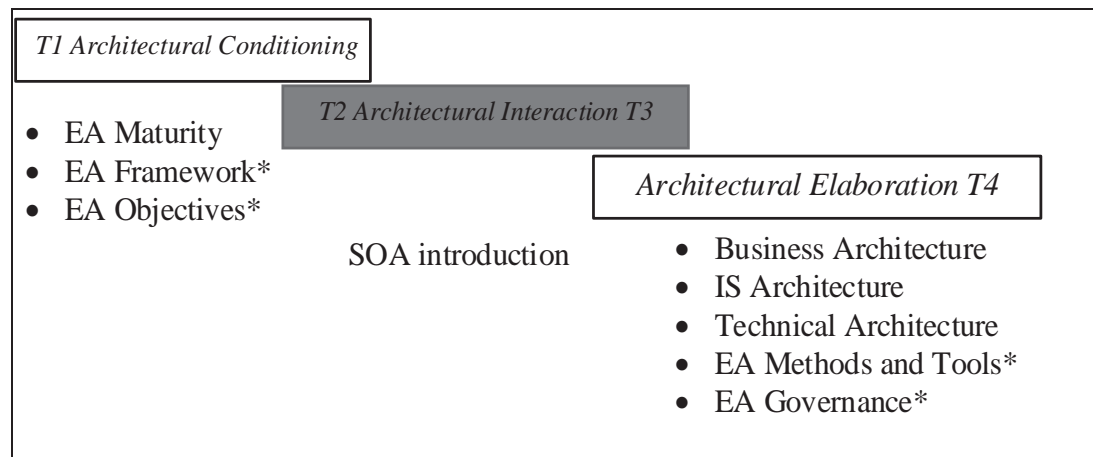 T1 Architectural Conditioning
T2 Architectural Interaction T3
• EA Maturity
• EA Framework*
• EA Objectives*
Architectural Elaboration T4
SOA introduction
• Business Architecture
• IS Architecture
• Technical Architecture
• EA Methods and Tools*
• EA Governance*